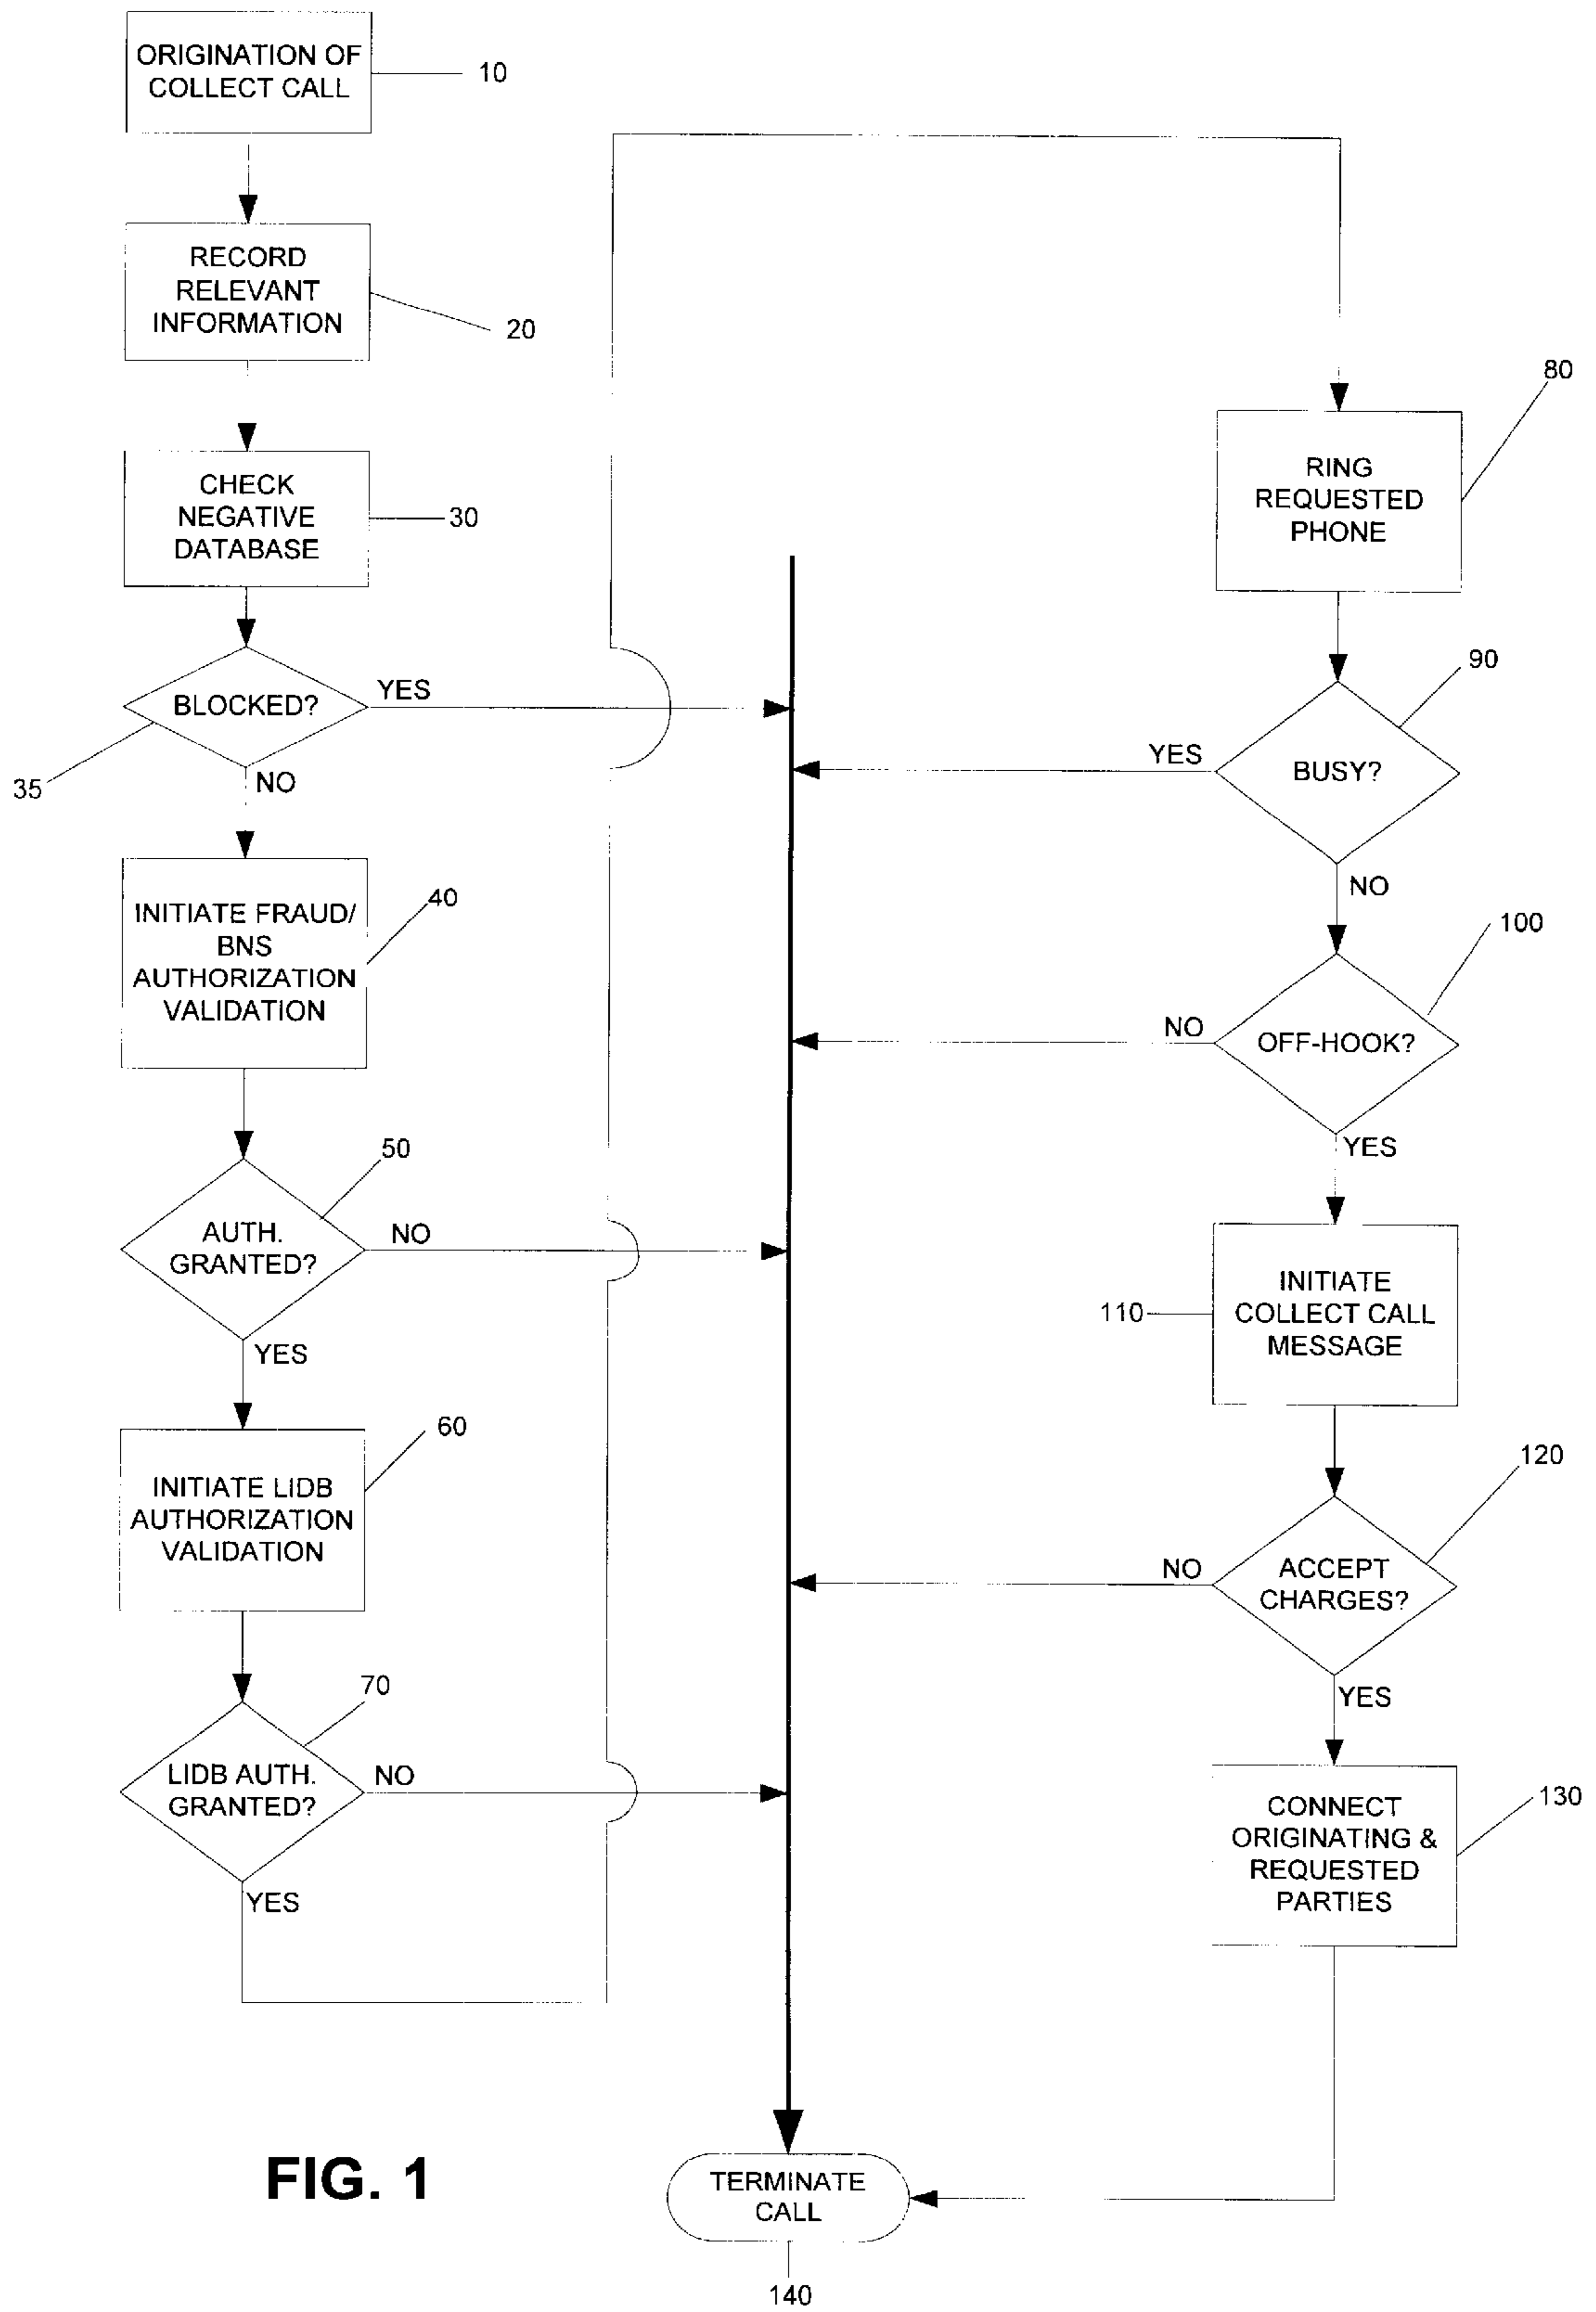 ORIGINATION OF
COLLECT CALL
10
RECORD
RELEVANT
INFORMATION
20
CHECK
NEGATIVE
DATABASE
30
BLOCKED?
YES
35
NO
INITIATE FRAUD/
BNS
AUTHORIZATION
VALIDATION
40
50
AUTH.
GRANTED?
NO
YES
60
INITIATE LIDB
AUTHORIZATION
VALIDATION
70
LIDB AUTH.
GRANTED?
NO
YES
80
RING
REQUESTED
PHONE
90
BUSY?
YES
NO
100
OFF-HOOK?
NO
YES
INITIATE
COLLECT CALL
MESSAGE
110
120
ACCEPT
CHARGES?
NO
YES
CONNECT
ORIGINATING &
REQUESTED
PARTIES
130
TERMINATE
CALL
140
FIG. 1